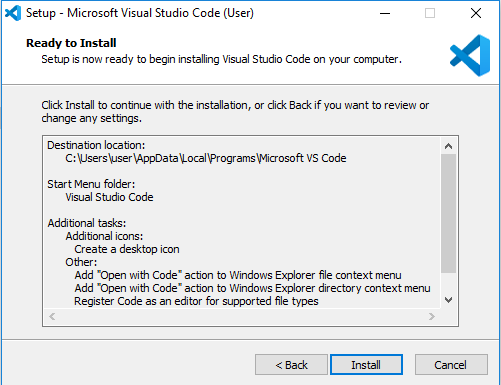 Setup - Microsoft Visual Studio Code (User)
Ready to Install
Setup is now ready to begin installing Visual Studio Code on your computer.
Click Install to continue with the installation, or click Back if you want to review or
change any settings.
Destination location:
C:\Users\user\AppData\Local\Programs\Microsoft VS Code
Start Menu folder:
Visual Studio Code
Additional tasks:
Additional icons:
Create a desktop icon
Other:
Add "Open with Code" action to Windows Explorer file context menu
Add "Open with Code" action to Windows Explorer directory context menu
Register Code as an editor for supported file types
< Back
Install
Cancel